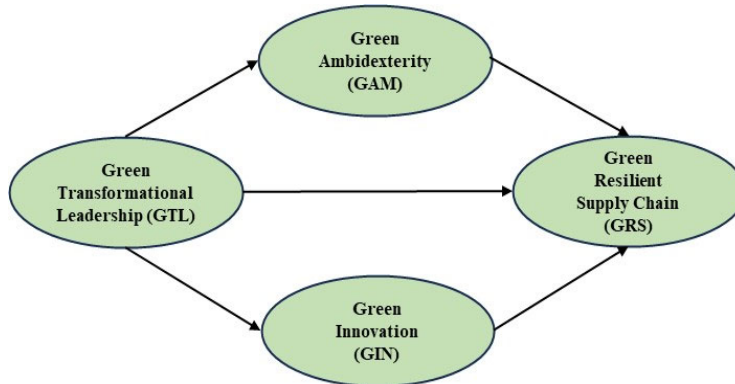 Green
Ambidexterity
(GAM)
Green
Transformational
Leadership (GTL)
Green
Resilient
Supply Chain
(GRS)
Green
Innovation
(GIN)